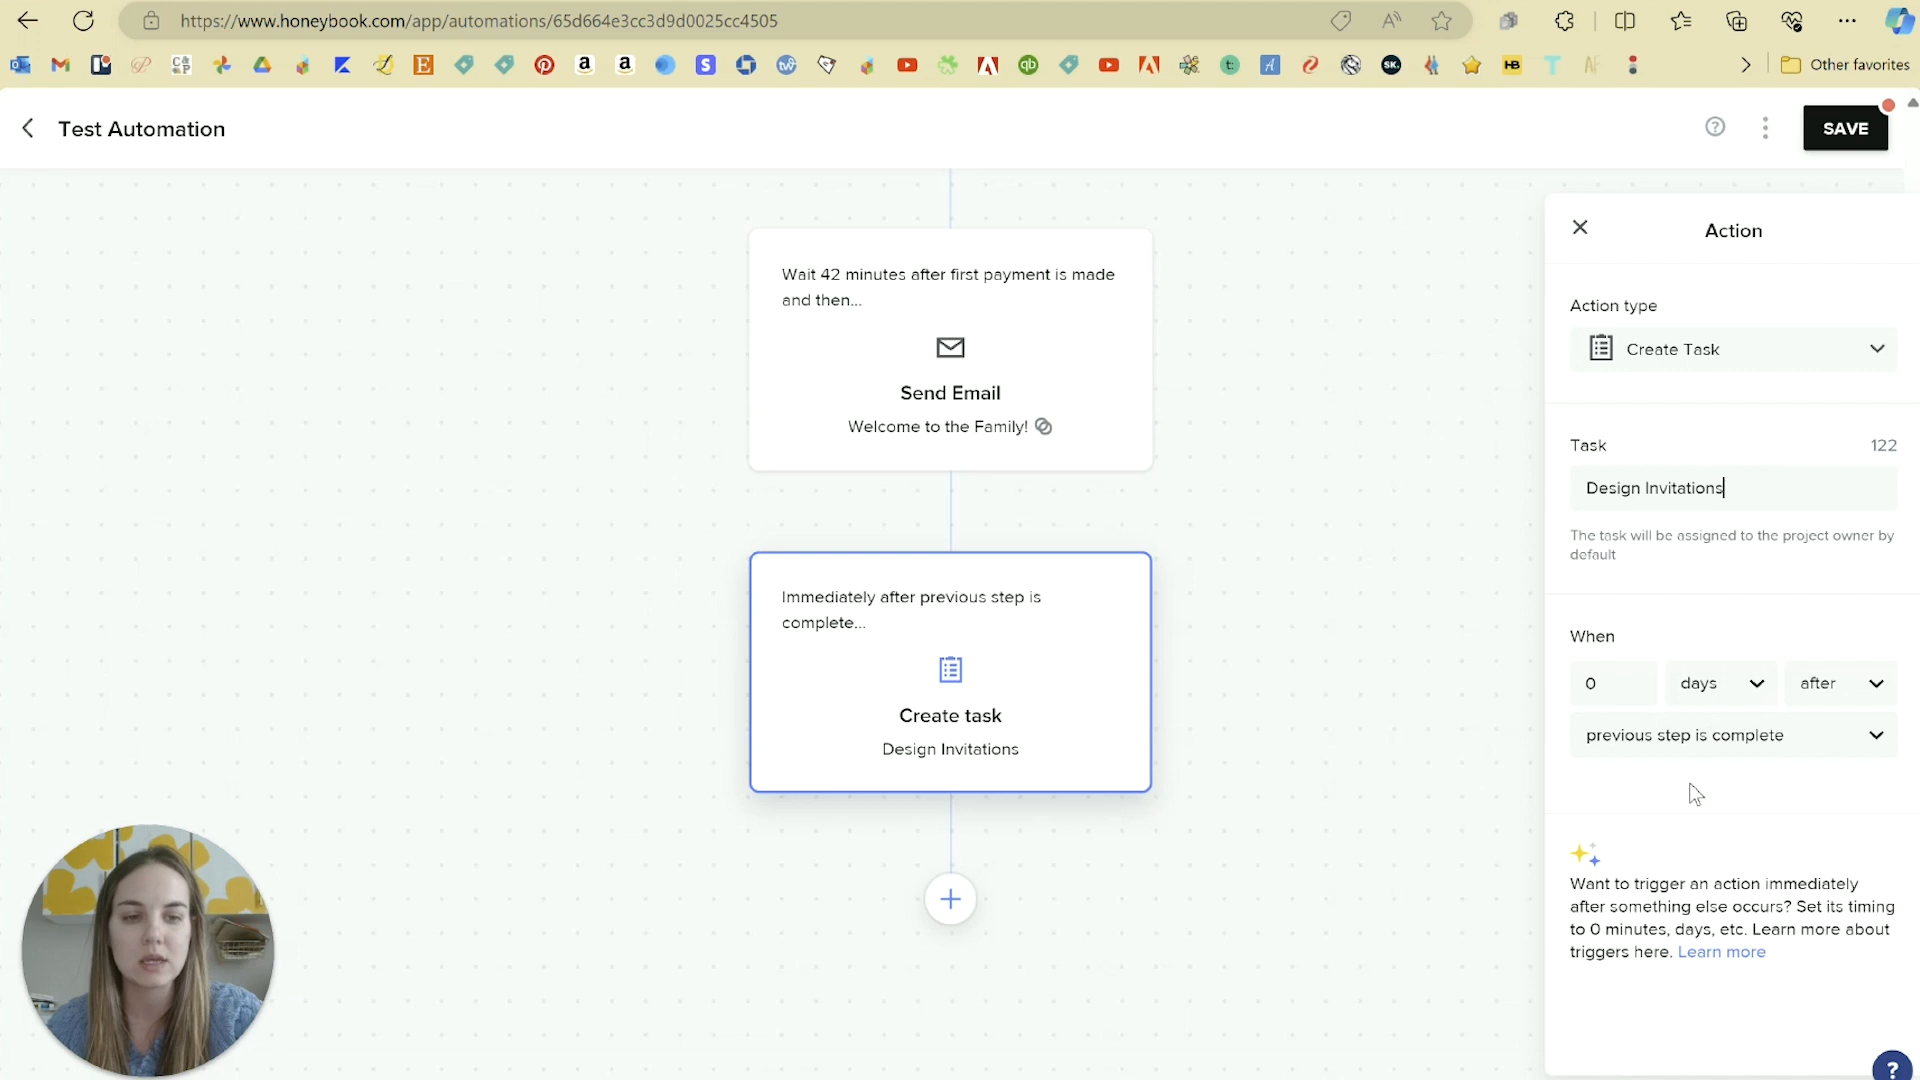 https://www.honeybook.com/app/automations/65d664e3cc3d9d0025cc4505
Other favorites
Test Automation
SAVE
Wait 42 minutes after first payment is made
and then...
Send Email
Welcome to the Family!
Immediately after previous step is
complete...
Create task
Design Invitations
Action
Action type
Create Task
Task
122
Design Invitations
The task will be assigned to the project owner by
default
When
0
days
after
previous step is complete
Want to trigger an action immediately
after something else occurs? Set its timing
to 0 minutes, days, etc. Learn more about
triggers here. Learn more